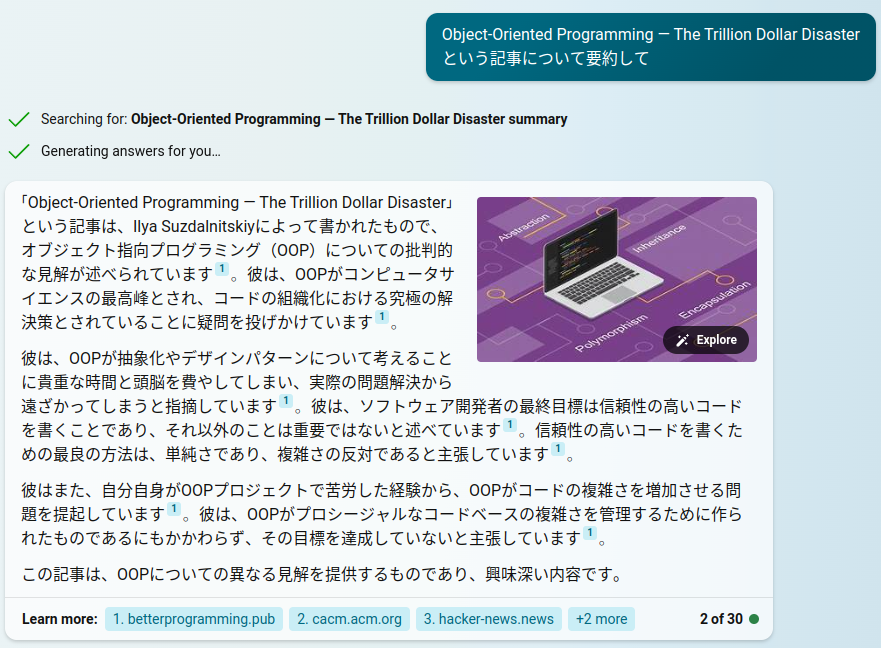 Object-Oriented Programming — The Trillion Dollar Disaster
という記事について要約して
Searching for: Object-Oriented Programming — The Trillion Dollar Disaster summary
Generating answers for you…
「Object-Oriented Programming — The Trillion Dollar Disaster」
という記事は、Ilya Suzdalnitskiyによって書かれたもので、
オブジェクト指向プログラミング（OOP）についての批判的
な見解が述べられています 1 。彼は、OOPがコンピュータサ
イエンスの最高峰とされ、コードの組織化における究極の解
決策とされていることに疑問を投げかけています 1 。
Abstraction
Inheritance
Encapsulation
Polymorphism
Explore
彼は、OOPが抽象化やデザインパターンについて考えること
に貴重な時間と頭脳を費やしてしまい、実際の問題解決から
遠ざかってしまうと指摘しています 1 。彼は、ソフトウェア開発者の最終目標は信頼性の高いコード
を書くことであり、それ以外のことは重要ではないと述べています 1 。信頼性の高いコードを書くた
めの最良の方法は、単純さであり、複雑さの反対であると主張しています 1 。
彼はまた、自分自身がOOPプロジェクトで苦労した経験から、OOPがコードの複雑さを増加させる問
題を提起しています 1 。彼は、OOPがプロシージャルなコードベースの複雑さを管理するために作ら
れたものであるにもかかわらず、その目標を達成していないと主張しています 1 。
この記事は、OOPについての異なる見解を提供するものであり、興味深い内容です。
Learn more: 1. betterprogramming.pub 2. cacm.acm.org 3. hacker-news.news +2 more 2 of 30